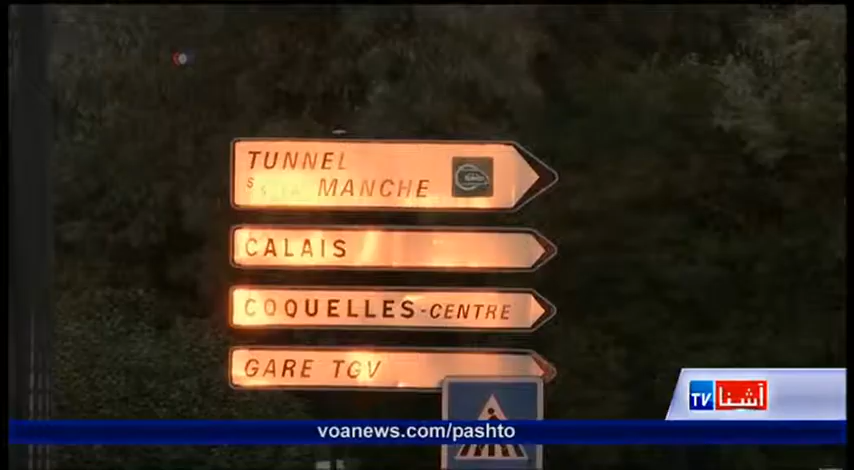 TUNNEL
MANCHE
CALAIS
COQUELLES-CENTRE
GARE TGV
TV آشنا
voanews.com/pashto